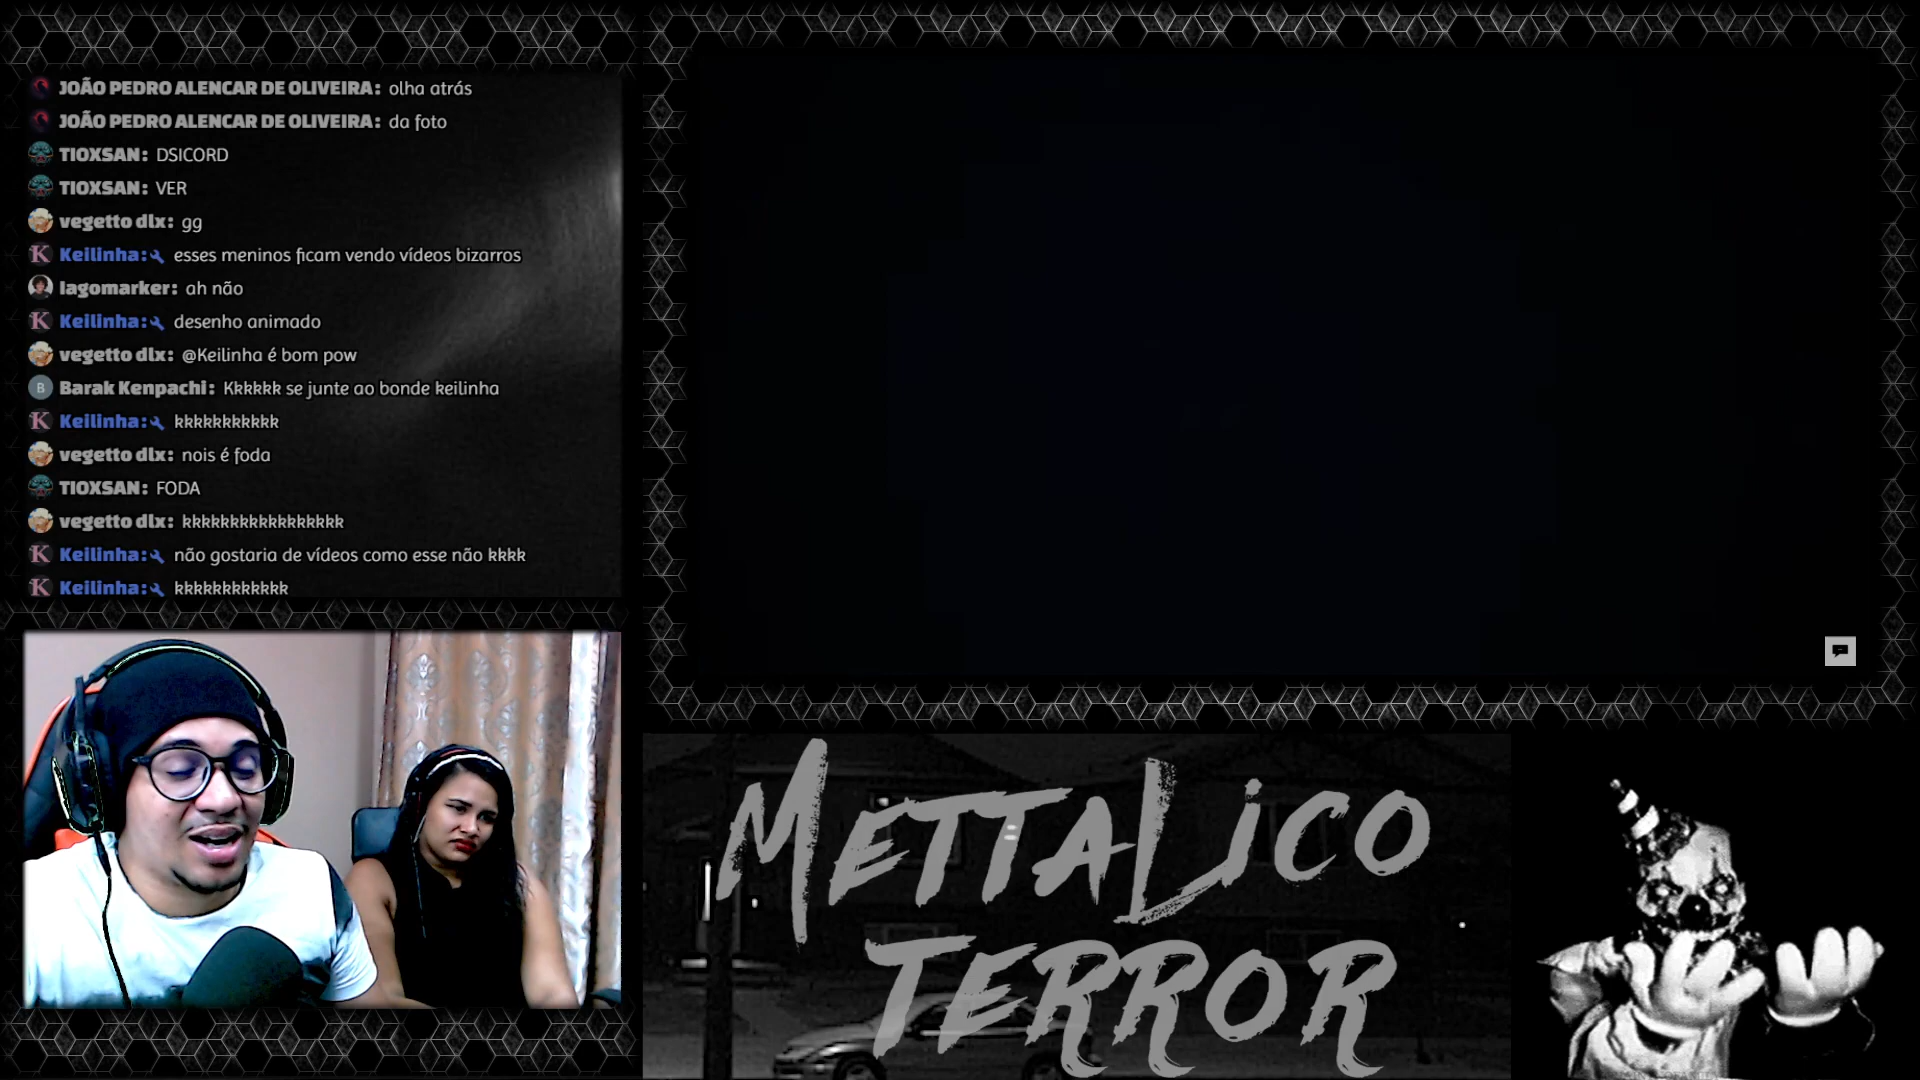 JOÃO PEDRO ALENCAR DE OLIVEIRA: olha atrás
JOÃO PEDRO ALENCAR DE OLIVEIRA: da foto
TIOXSAN: DSICORD
TIOXSAN: VER
vegetto dlx: gg
Keilinha: esses meninos ficam vendo vídeos bizarros
Iagomarker: ah não
Keilinha: desenho animado
vegetto dlx: @Keilinha é bom pow
B Barak Kenpachi: Kkkkkk se junte ao bonde keilinha
Keilinha: kkkkkkkkkkk
vegetto dlx: nois é foda
TIOXSAN: FODA
vegetto dlx: kkkkkkkkkkkkkkkkk
Keilinha: não gostaria de vídeos como esse não kkkk
Keilinha: kkkkkkkkkkkk
METTALICO
TERROR